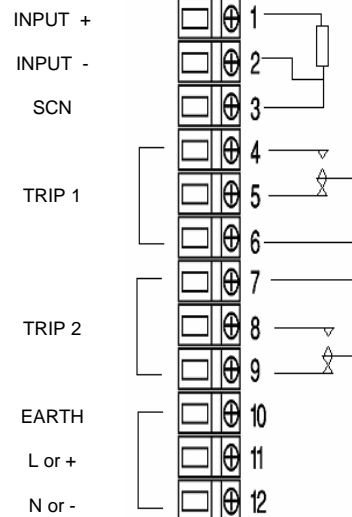 INPUT + 1
INPUT - 2
SCN 3
4
TRIP 1 5
6
7
TRIP 2 8
9
EARTH 10
L or + 11
N or - 12